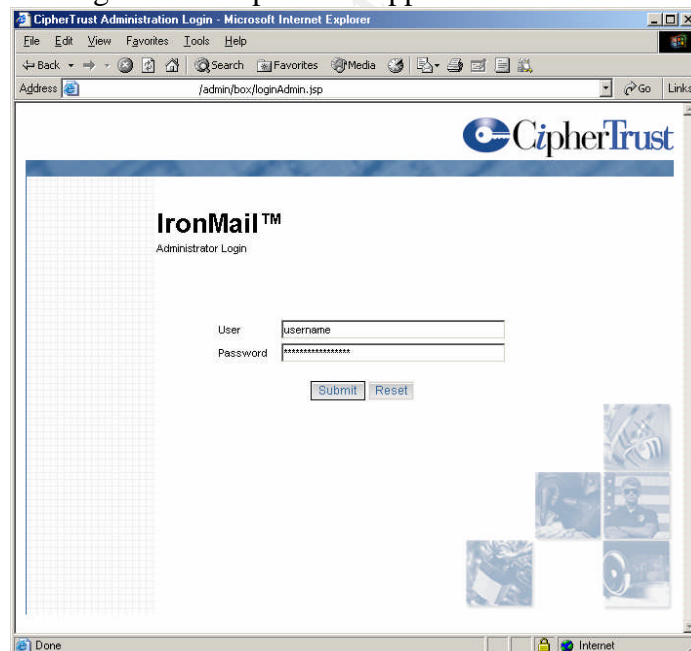 CipherTrust Administration Login - Microsoft Internet Explorer
File Edit View Favorites Tools Help
Back Search Favorites Media
Address /admin/box/loginAdmin.jsp Go Links
CipherTrust
IronMail™
Administrator Login
User username
Password ****************
Submit Reset
Done Internet